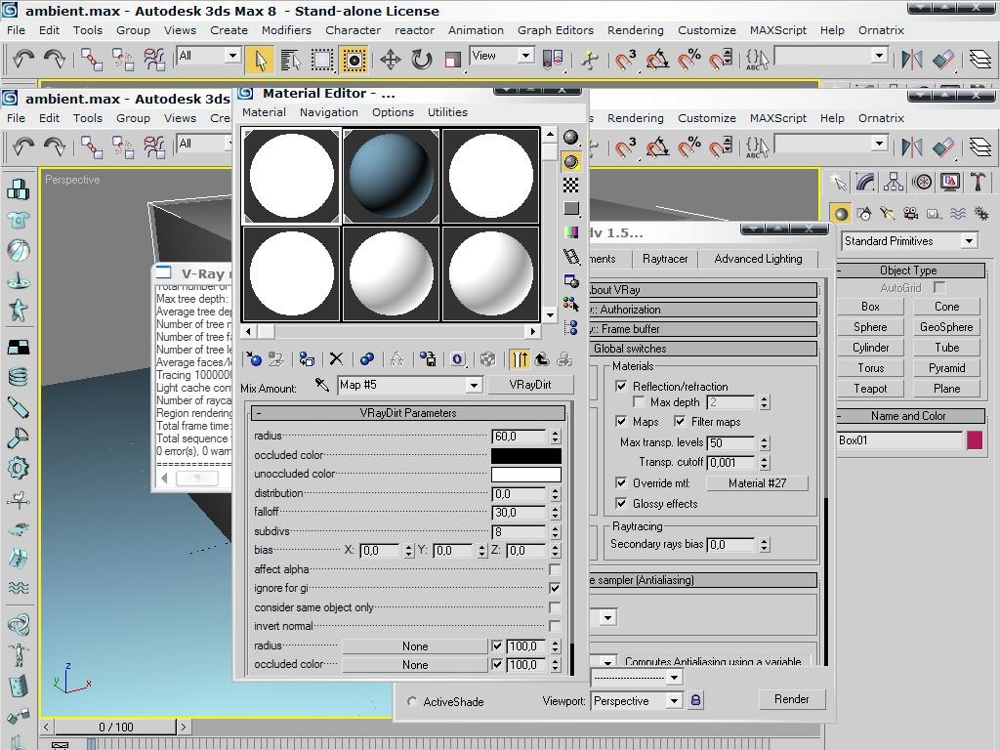 ambient.max - Autodesk 3ds Max 8 - Stand-alone License
File Edit Tools Group Views Create Modifiers Character reactor Animation Graph Editors Rendering Customize MAXScript Help Ornatrix
All View
ambient.max - Autodesk 3ds
Material Editor - ...
File Edit Tools Group Views Cre
Rendering Customize MAXScript Help Ornatrix
Material Navigation Options Utilities
All
Perspective
dv 1.5...
ments Raytracer Advanced Lighting
Standard Primitives
Object Type
AutoGrid
Box Cone
Sphere GeoSphere
Cylinder Tube
Torus Pyramid
Teapot Plane
Name and Color
Box01
V-Ray
Max tree depth:
Average tree dep
Number of tree n
Number of tree fa
Number of tree le
Average faces/le
Tracing 1000000
Light cache con
Number of rayca
Region rendering
Total frame time:
Total sequence t
0 error(s), 0 warn
==============
Mix Amount: Map #5 VRayDirt
VRayDirt Parameters
radius 60,0
occluded color
unoccluded color
distribution 0,0
falloff 30,0
subdivs 8
bias X: 0,0 Y: 0,0 Z: 0,0
affect alpha
ignore for gi
consider same object only
invert normal
radius None 100,0
occluded color None 100,0
bout VRay
:: Authorization
:: Frame buffer
Global switches
Materials
Reflection/refraction
Max depth 2
Maps Filter maps
Max transp. levels 50
Transp. cutoff 0,001
Override mtl: Material #27
Glossy effects
Raytracing
Secondary rays bias 0,0
e sampler (Antialiasing)
Computes Antialiasing using a variable
ActiveShade Viewport: Perspective Render
z
y
x
0 / 100